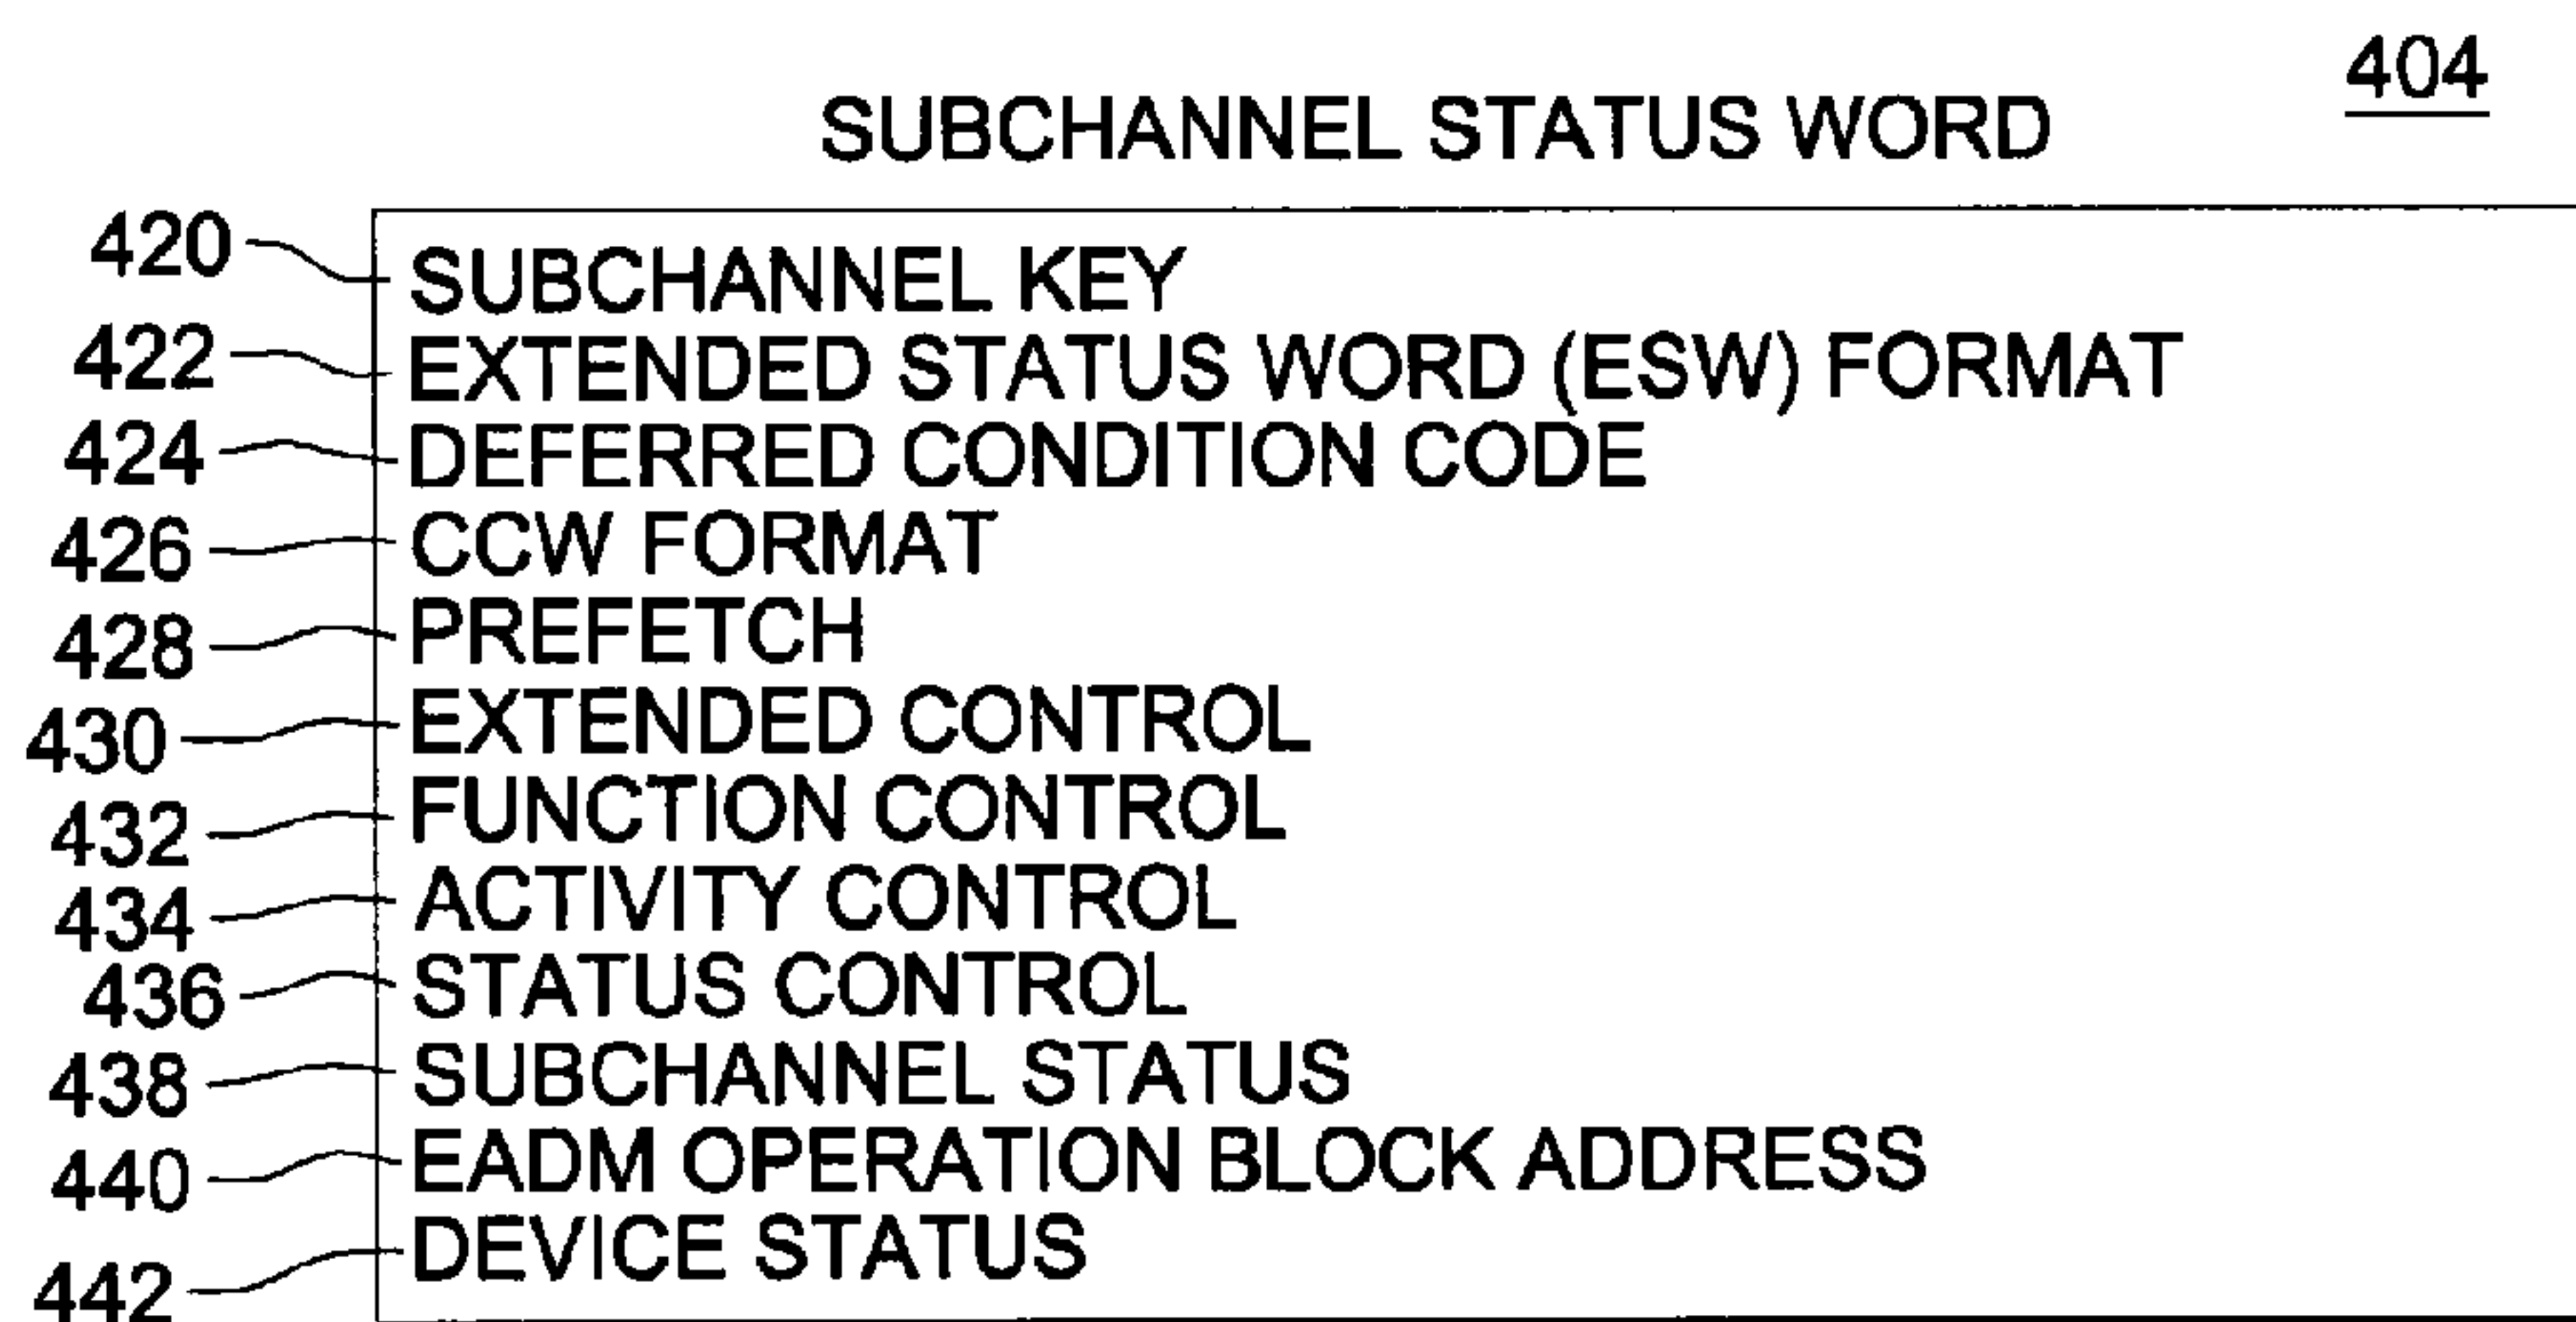 404
SUBCHANNEL STATUS WORD
420 SUBCHANNEL KEY
422 EXTENDED STATUS WORD (ESW) FORMAT
424 DEFERRED CONDITION CODE
426 CCW FORMAT
428 PREFETCH
430 EXTENDED CONTROL
432 FUNCTION CONTROL
434 ACTIVITY CONTROL
436 STATUS CONTROL
438 SUBCHANNEL STATUS
440 EADM OPERATION BLOCK ADDRESS
442 DEVICE STATUS